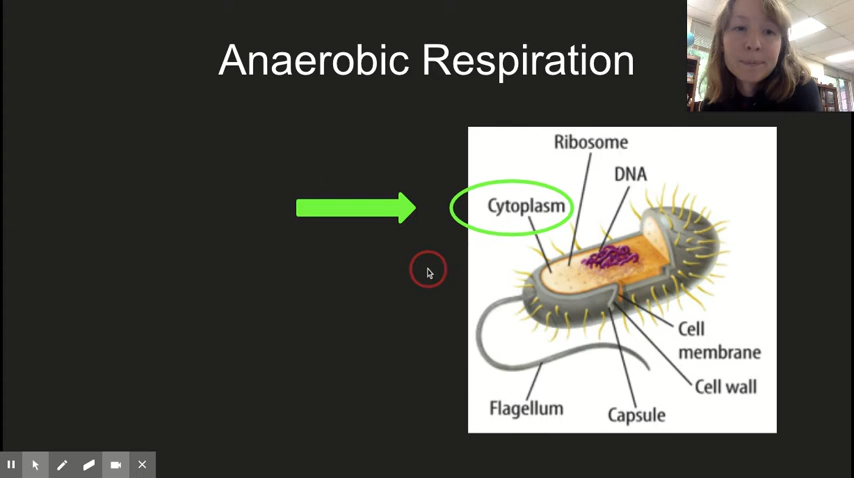 Anaerobic Respiration
Ribosome
DNA
Cytoplasm
Cell
membrane
Cell wall
Flagellum
Capsule